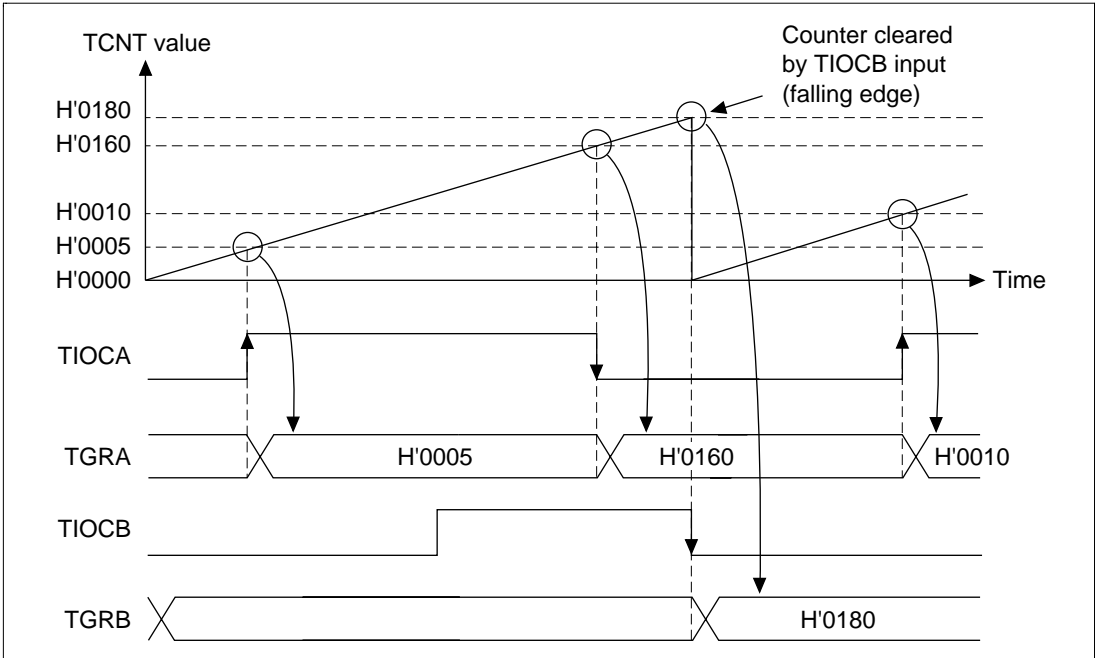 TCNT value
Counter cleared
by TIOCB input
(falling edge)
H'0180
H'0160
H'0010
H'0005
H'0000
Time
TIOCA
TGRA
H'0005
H'0160
H'0010
TIOCB
TGRB
H'0180